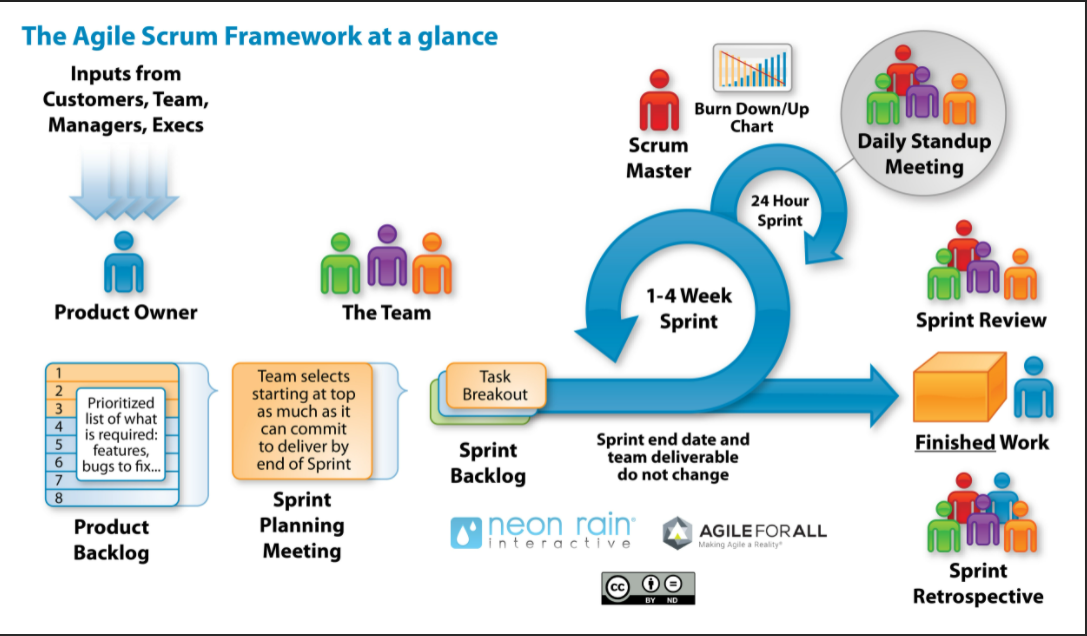 The Agile Scrum Framework at a glance
Inputs from
Customers, Team,
Managers, Execs
Product Owner
The Team
Scrum
Master
Burn Down/Up
Chart
Daily Standup
Meeting
24 Hour
Sprint
1-4 Week
Sprint
Sprint Review
1
2
3
4
5
6
7
8
Prioritized
list of what
is required:
features,
bugs to fix...
Product
Backlog
Team selects
starting at top
as much as it
can commit
to deliver by
end of Sprint
Sprint
Planning
Meeting
Task
Breakout
Sprint
Backlog
Sprint end date and
team deliverable
do not change
Finished Work
Sprint
Retrospective
neon rain®
interactive
AGILEFORALL
Making Agile a Reality®
cc
BY ND